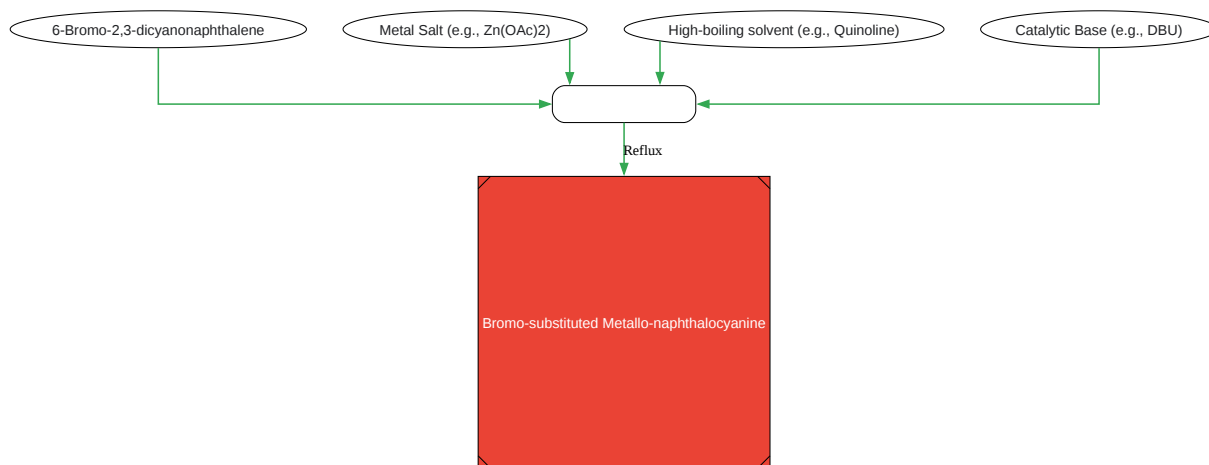 6-Bromo-2,3-dicyanonaphthalene
Metal Salt (e.g., Zn(OAc)2)
High-boiling solvent (e.g., Quinoline)
Catalytic Base (e.g., DBU)
Reflux
Bromo-substituted Metallo-naphthalocyanine